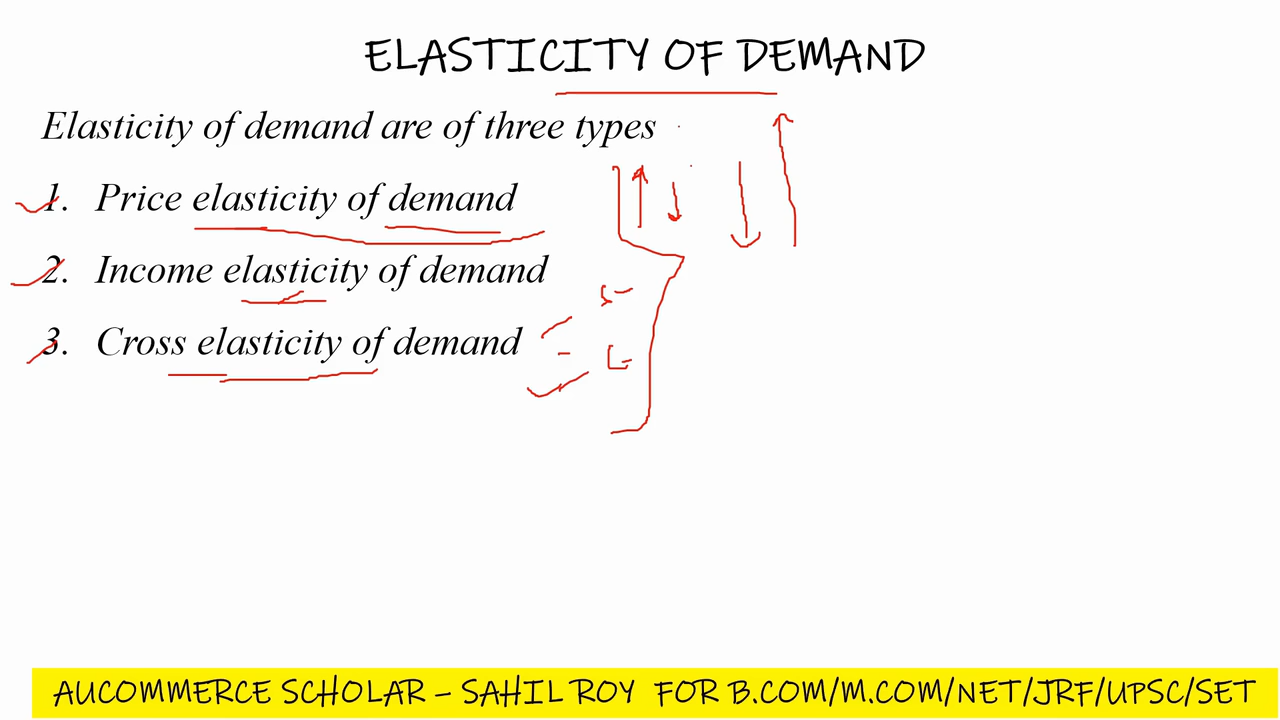 ELASTICITY OF DEMAND
Elasticity of demand are of three types
1. Price elasticity of demand
2. Income elasticity of demand
3. Cross elasticity of demand
AUCOMMERCE SCHOLAR – SAHIL ROY FOR B.COM/M.COM/NET/JRF/UPSC/SET